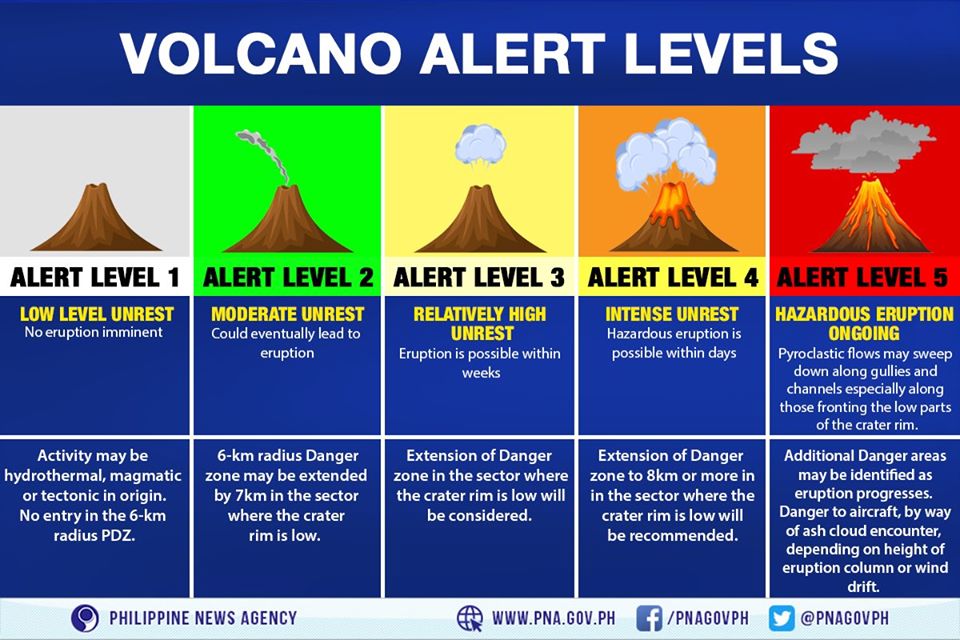 VOLCANO ALERT LEVELS
ALERT LEVEL 1
LOW LEVEL UNREST
No eruption imminent
Activity may be
hydrothermal, magmatic
or tectonic in origin.
No entry in the 6-km
radius PDZ.
ALERT LEVEL 2
MODERATE UNREST
Could eventually lead to
eruption
6-km radius Danger
zone may be extended
by 7km in the sector
where the crater
rim is low.
ALERT LEVEL 3
RELATIVELY HIGH
UNREST
Eruption is possible within
weeks
Extension of Danger
zone in the sector where
the crater rim is low will
be considered.
ALERT LEVEL 4
INTENSE UNREST
Hazardous eruption is
possible within days
Extension of Danger
zone to 8km or more in
in the sector where the
crater rim is low will
be recommended.
ALERT LEVEL 5
HAZARDOUS ERUPTION
ONGOING
Pyroclastic flows may sweep
down along gullies and
channels especially along
those fronting the low parts
of the crater rim.
Additional Danger areas
may be identified as
eruption progresses.
Danger to aircraft, by way
of ash cloud encounter,
depending on height of
eruption column or wind
drift.
PHILIPPINE NEWS AGENCY
WWW.PNA.GOV.PH
/PNAGOVPH
@PNAGOVPH